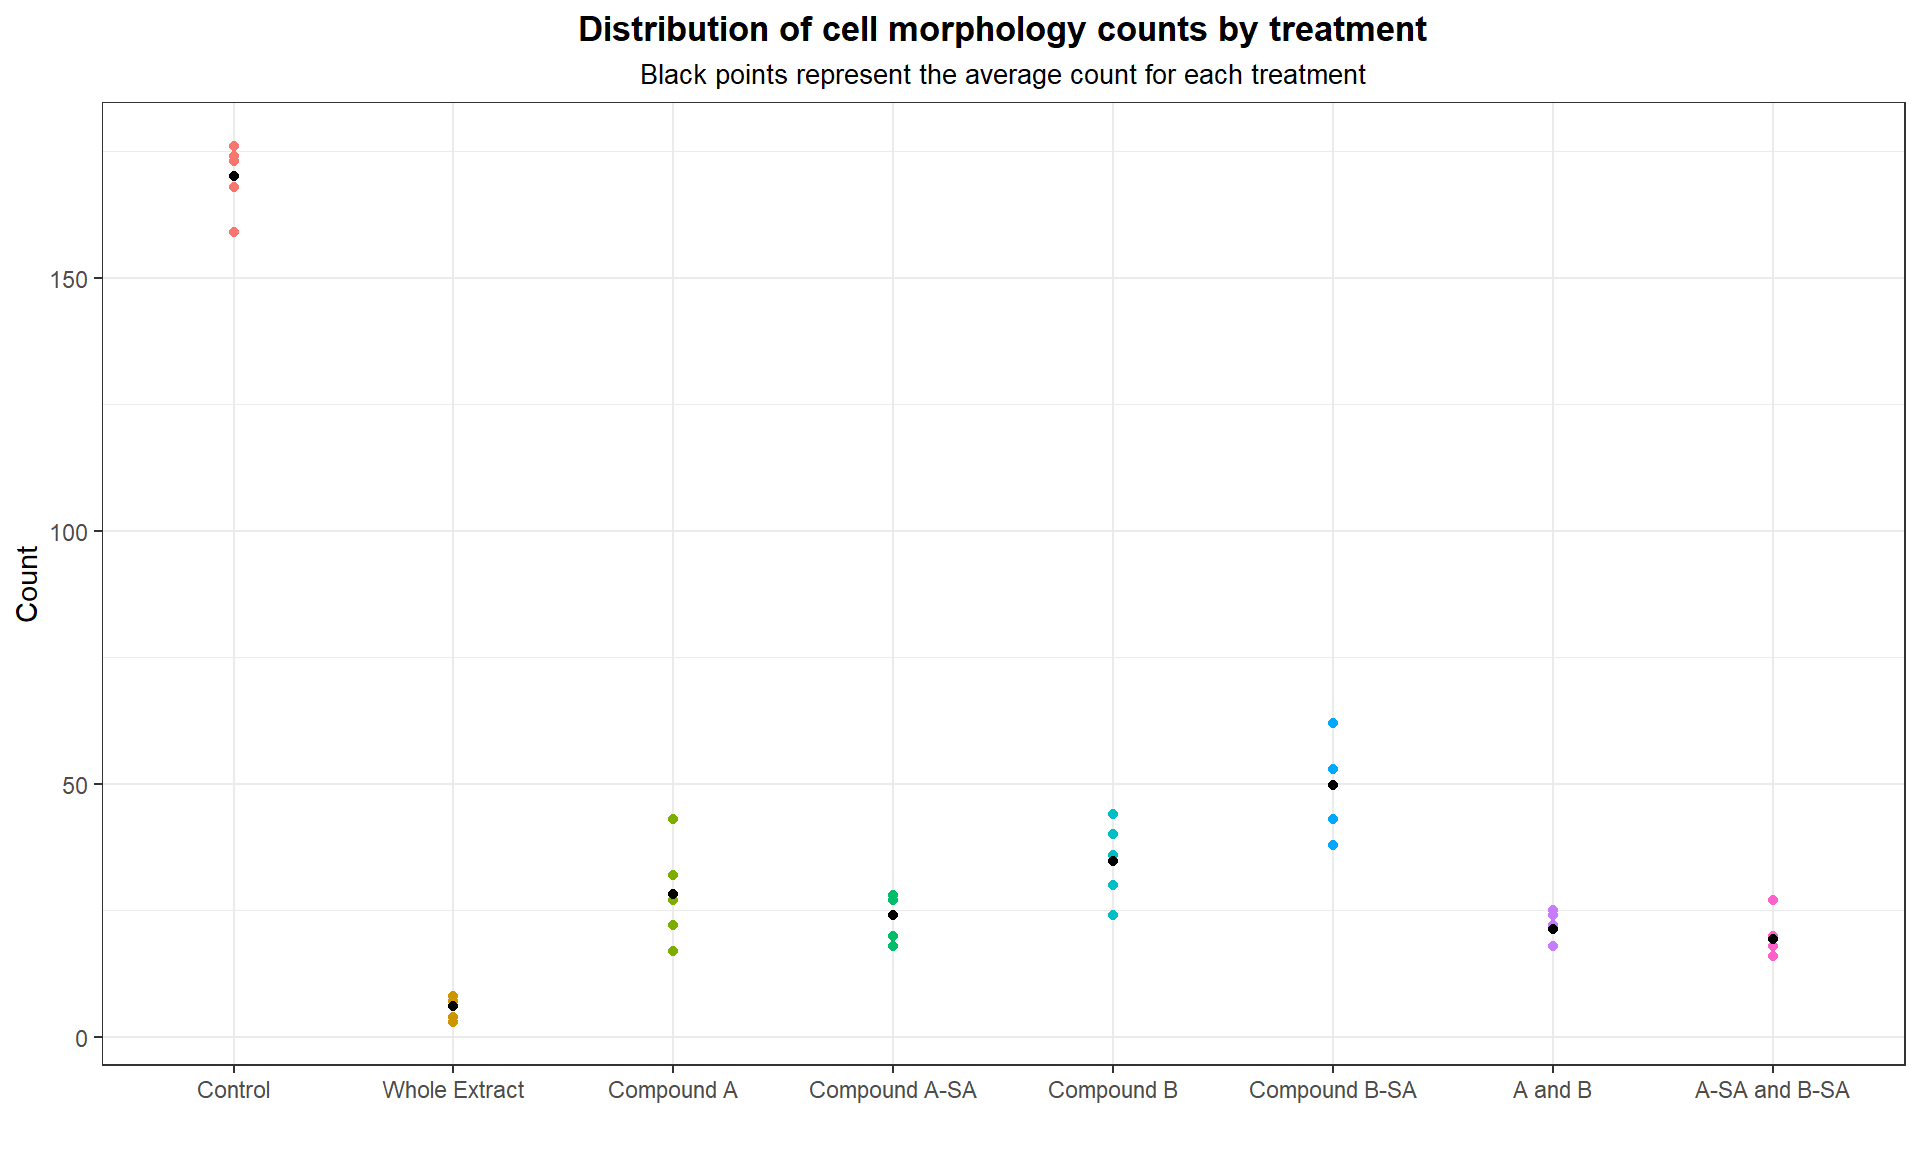 Distribution of cell morphology counts by treatment
Black points represent the average count for each treatment
Count
150
100
50
0
Control
Whole Extract
Compound A
Compound A-SA
Compound B
Compound B-SA
A and B
A-SA and B-SA